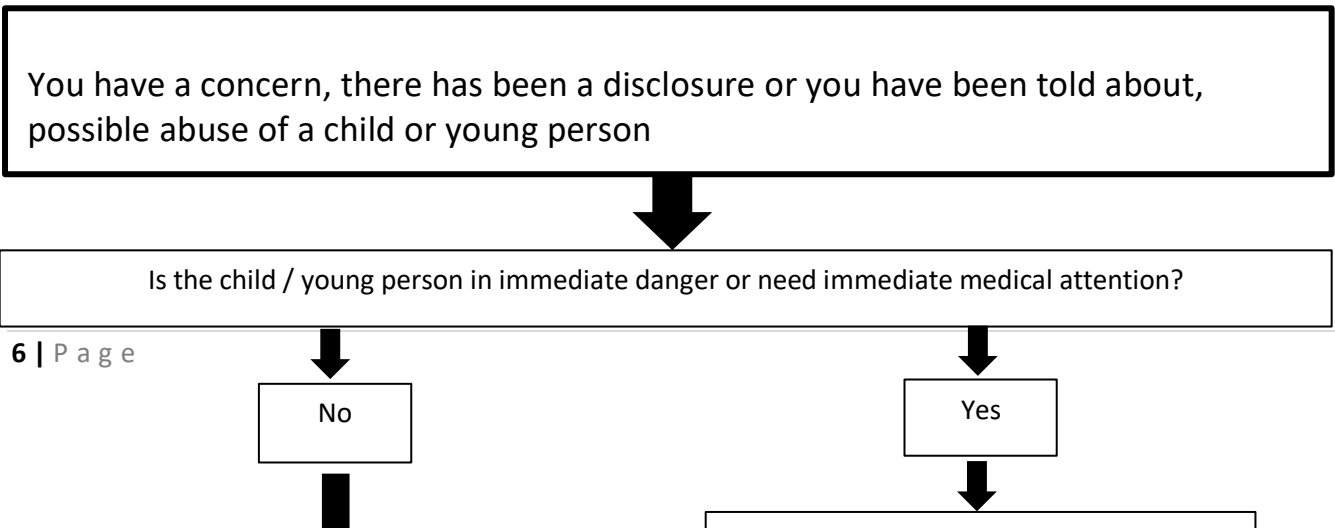 You have a concern, there has been a disclosure or you have been told about,
possible abuse of a child or young person
Is the child / young person in immediate danger or need immediate medical attention?
6 | P a g e
No
Yes